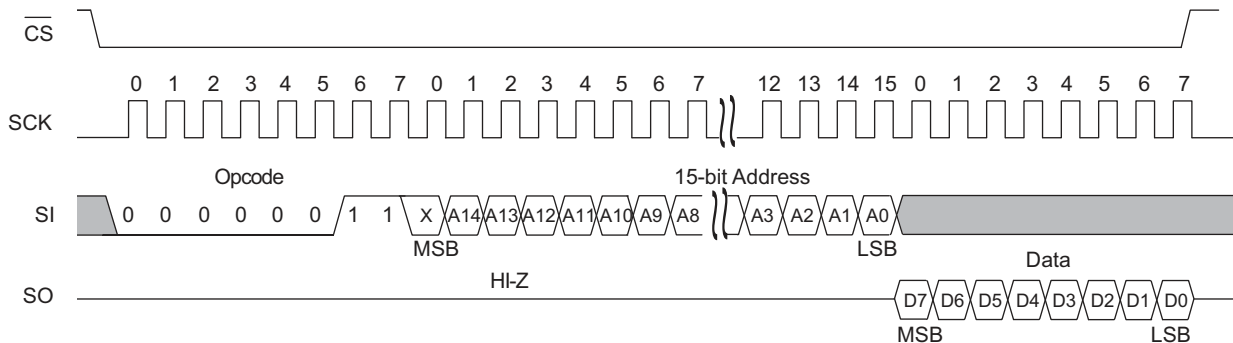 CS
0 1 2 3 4 5 6 7 0 1 2 3 4 5 6 7 12 13 14 15 0 1 2 3 4 5 6 7
SCK
Opcode 15-bit Address
SI 0 0 0 0 0 0 1 1 X A14 A13 A12 A11 A10 A9 A8 A3 A2 A1 A0
MSB LSB
HI-Z Data
SO D7 D6 D5 D4 D3 D2 D1 D0
MSB LSB